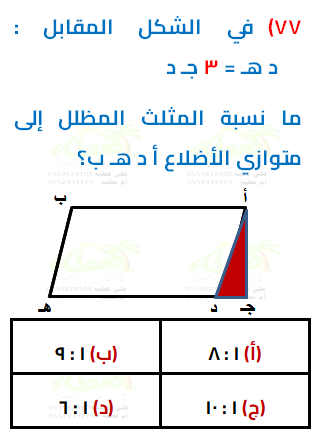 ٧٧) في الشكل المقابل :
د هـ = ٣ جـ د
ما نسبة المثلث المظلل إلى
متوازي الأضلاع أ د هـ ب؟
ب أ
هـ د جـ
(أ) ١ : ٨ (ب) ١ : ٩
(ج) ١ : ١٠ (د) ١ : ٦